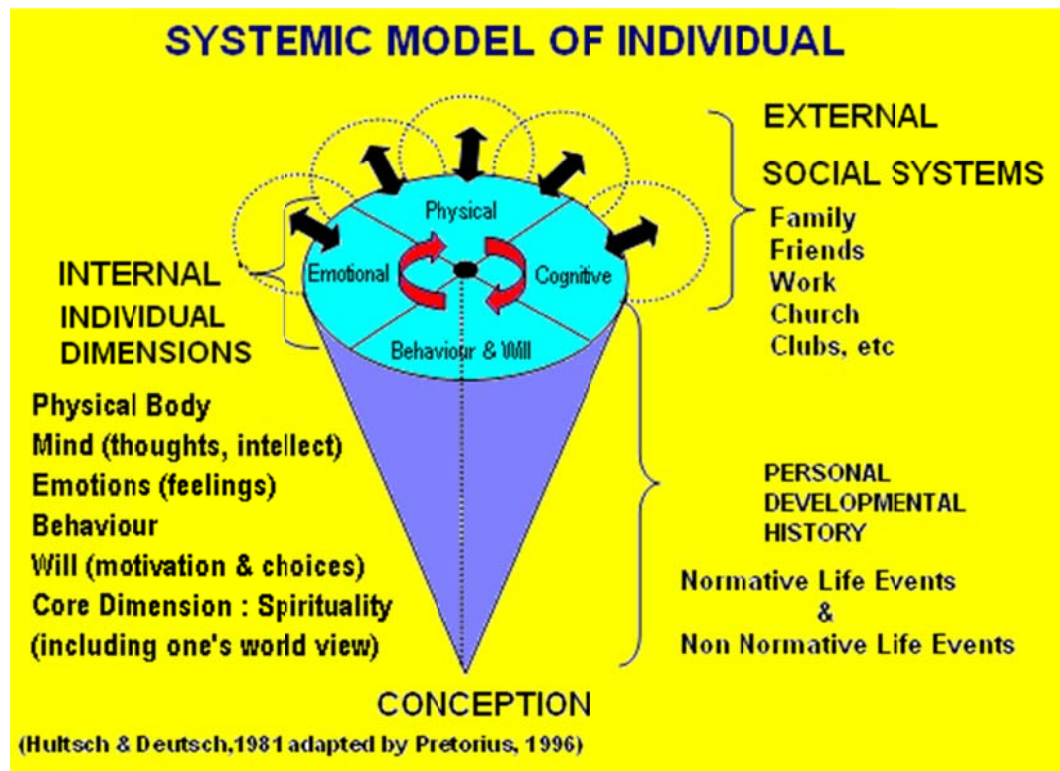 SYSTEMIC MODEL OF INDIVIDUAL
EXTERNAL
SOCIAL SYSTEMS
Family
Friends
Work
Church
Clubs, etc
Physical
Emotional
Cognitive
Behaviour & Will
INTERNAL
INDIVIDUAL
DIMENSIONS
Physical Body
Mind (thoughts, intellect)
Emotions (feelings)
Behaviour
Will (motivation & choices)
Core Dimension : Spirituality
(including one's world view)
PERSONAL
DEVELOPMENTAL
HISTORY
Normative Life Events
&
Non Normative Life Events
CONCEPTION
(Hultsch & Deutsch,1981 adapted by Pretorius, 1996)